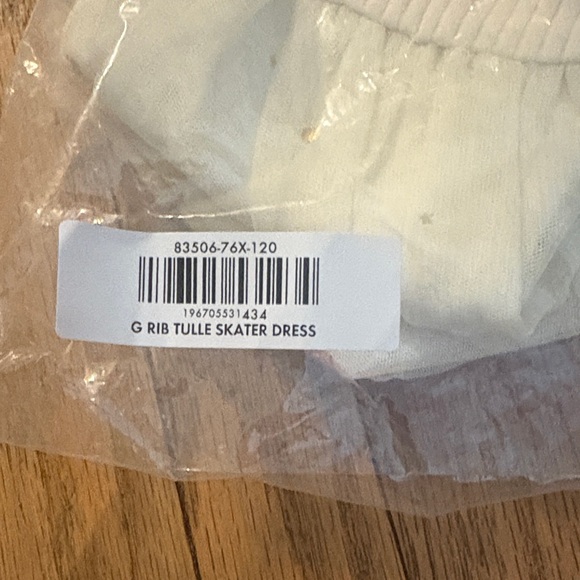 83506-76X-120
196705531434
G RIB TULLE SKATER DRESS